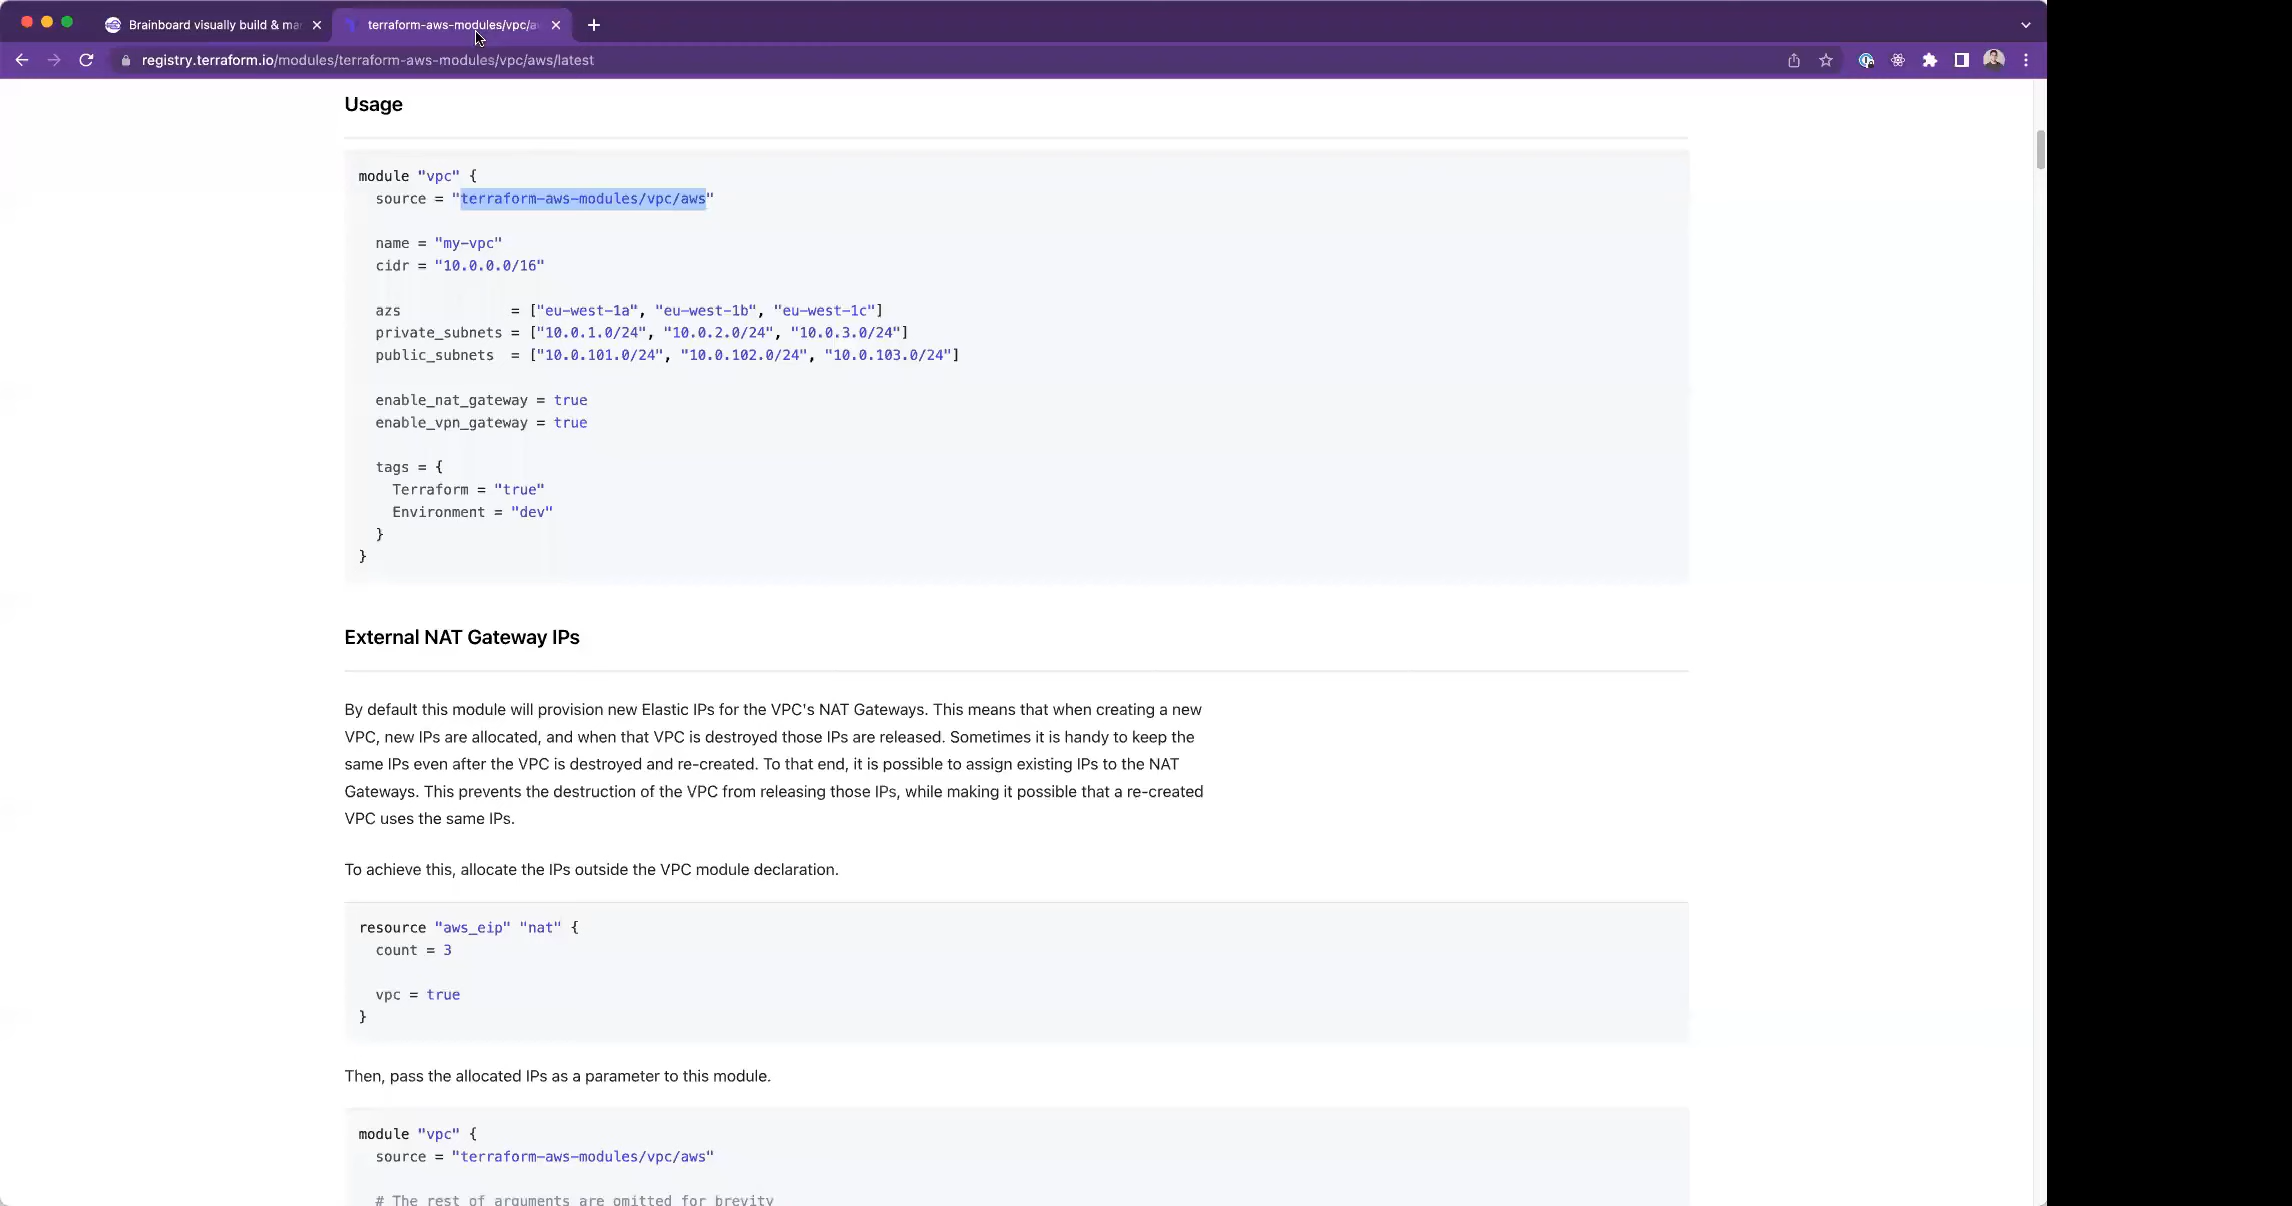 Brainboard visually build & ma
terraform-aws-modules/vpc/a
registry.terraform.io/modules/terraform-aws-modules/vpc/aws/latest
Usage
module "vpc" {
  source = "terraform-aws-modules/vpc/aws"
  name = "my-vpc"
  cidr = "10.0.0.0/16"
  azs             = ["eu-west-1a", "eu-west-1b", "eu-west-1c"]
  private_subnets = ["10.0.1.0/24", "10.0.2.0/24", "10.0.3.0/24"]
  public_subnets  = ["10.0.101.0/24", "10.0.102.0/24", "10.0.103.0/24"]
  enable_nat_gateway = true
  enable_vpn_gateway = true
  tags = {
    Terraform = "true"
    Environment = "dev"
  }
}
External NAT Gateway IPs
By default this module will provision new Elastic IPs for the VPC's NAT Gateways. This means that when creating a new
VPC, new IPs are allocated, and when that VPC is destroyed those IPs are released. Sometimes it is handy to keep the
same IPs even after the VPC is destroyed and re-created. To that end, it is possible to assign existing IPs to the NAT
Gateways. This prevents the destruction of the VPC from releasing those IPs, while making it possible that a re-created
VPC uses the same IPs.
To achieve this, allocate the IPs outside the VPC module declaration.
resource "aws_eip" "nat" {
  count = 3
  vpc = true
}
Then, pass the allocated IPs as a parameter to this module.
module "vpc" {
  source = "terraform-aws-modules/vpc/aws"
  # The rest of arguments are omitted for brevity